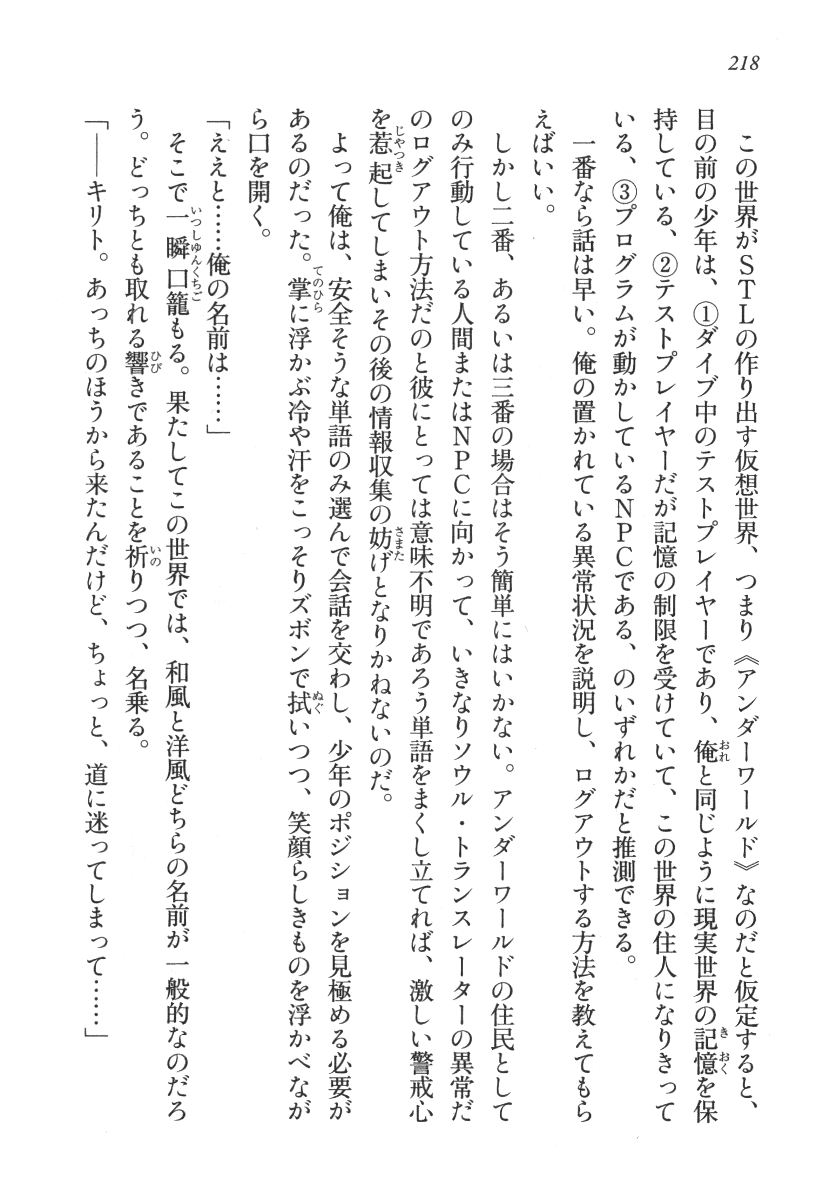 218
この世界がＳＴＬの作り出す仮想世界、つまり《アンダーワールド》なのだと仮定すると、
目の前の少年は、①ダイブ中のテストプレイヤーであり、俺と同じように現実世界の記憶を保
持している、②テストプレイヤーだが記憶の制限を受けていて、この世界の住人になりきって
いる、③プログラムが動かしているＮＰＣである、のいずれかだと推測できる。
一番なら話は早い。俺の置かれている異常状況を説明し、ログアウトする方法を教えてもら
えばいい。
しかし二番、あるいは三番の場合はそう簡単にはいかない。アンダーワールドの住民として
のみ行動している人間またはＮＰＣに向かって、いきなりソウル・トランスレーターの異常だ
のログアウト方法だのと彼にとっては意味不明であろう単語をまくし立てれば、激しい警戒心
を惹起してしまいその後の情報収集の妨げとなりかねないのだ。
よって俺は、安全そうな単語のみ選んで会話を交わし、少年のポジションを見極める必要が
あるのだった。掌に浮かぶ冷や汗をこっそりズボンで拭いつつ、笑顔らしきものを浮かべなが
ら口を開く。
「ええと……俺の名前は……」
そこで一瞬口籠もる。果たしてこの世界では、和風と洋風どちらの名前が一般的なのだろ
う。どっちとも取れる響きであることを祈りつつ、名乗る。
「――キリト。あっちのほうから来たんだけど、ちょっと、道に迷ってしまって……」